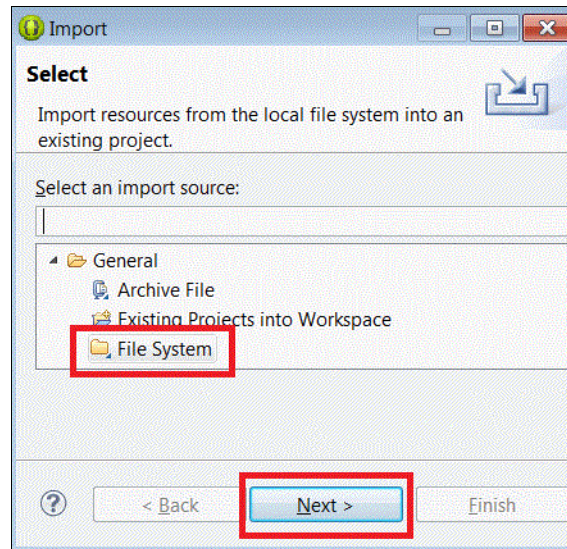 Import
Select
Import resources from the local file system into an
existing project.
Select an import source:
General
Archive File
Existing Projects into Workspace
File System
?
< Back
Next >
Finish